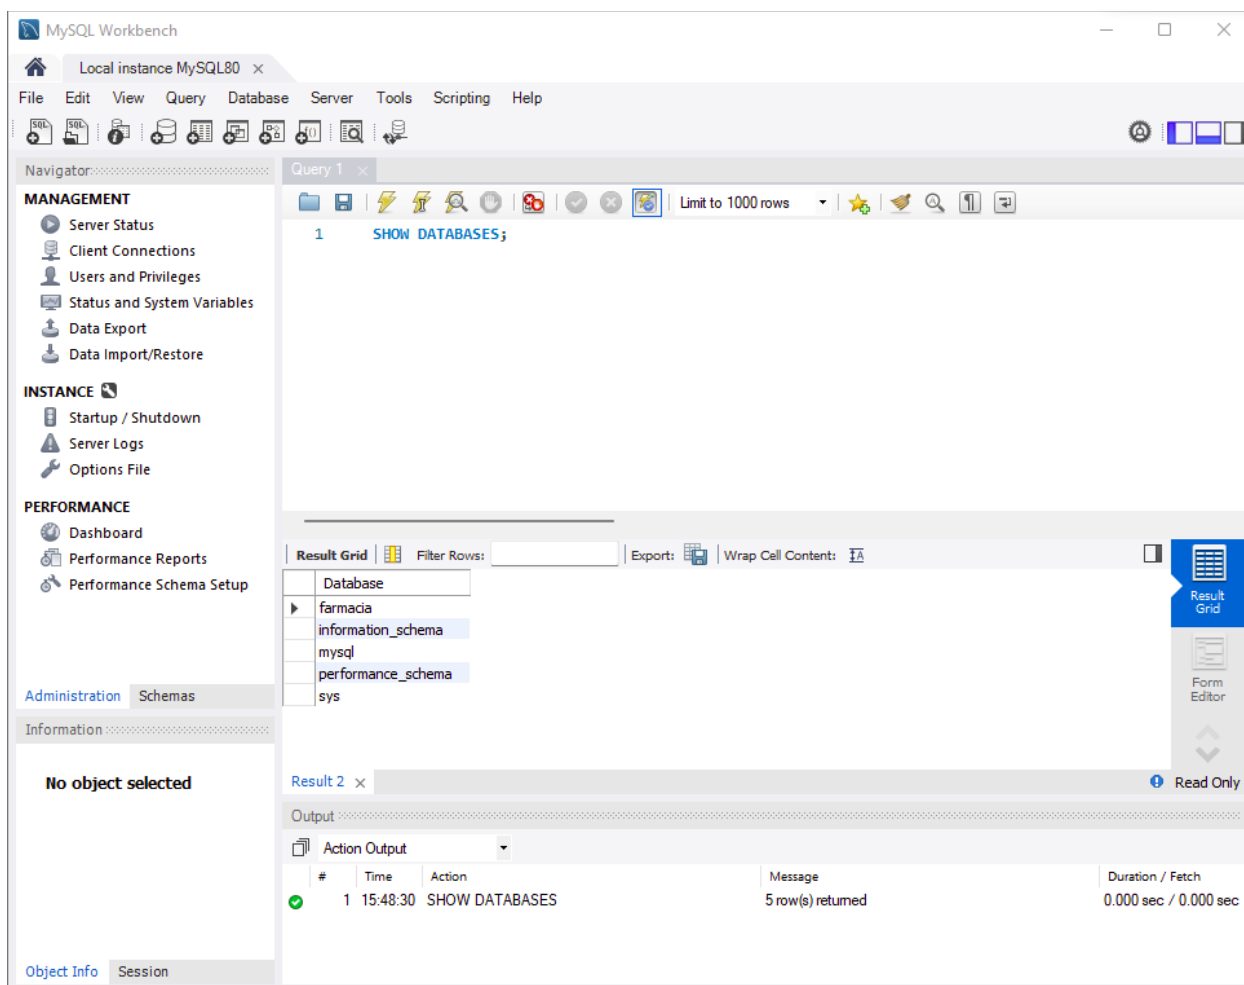 MySQL Workbench
Local instance MySQL80
File Edit View Query Database Server Tools Scripting Help
Navigator
MANAGEMENT
Server Status
Client Connections
Users and Privileges
Status and System Variables
Data Export
Data Import/Restore
INSTANCE
Startup / Shutdown
Server Logs
Options File
PERFORMANCE
Dashboard
Performance Reports
Performance Schema Setup
Administration Schemas
Information
No object selected
Object Info Session
Query 1
Limit to 1000 rows
1 SHOW DATABASES;
Result Grid Filter Rows: Export: Wrap Cell Content:
Database
farmacia
information_schema
mysql
performance_schema
sys
Result
Grid
Form
Editor
Result 2 Read Only
Output
Action Output
# Time Action Message Duration / Fetch
1 15:48:30 SHOW DATABASES 5 row(s) returned 0.000 sec / 0.000 sec